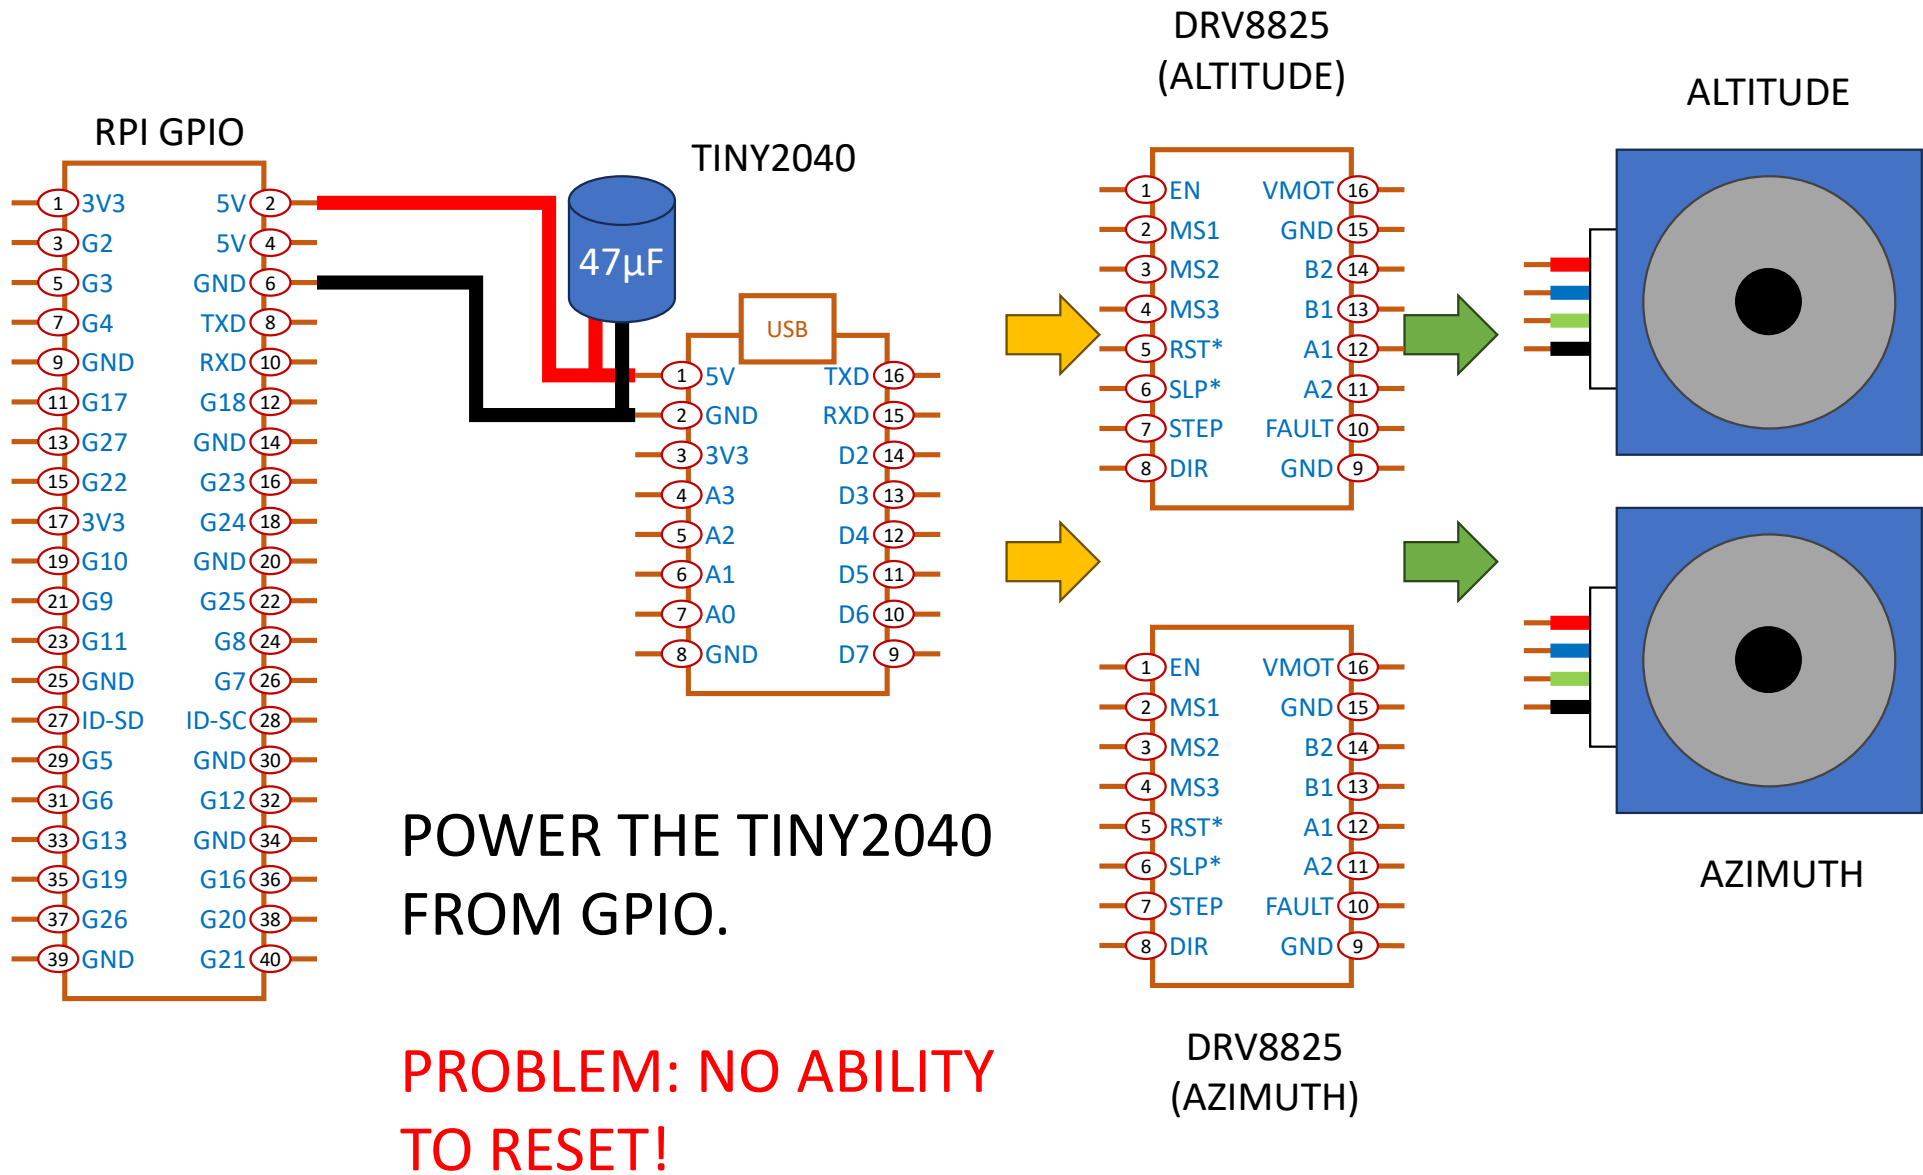 DRV8825
(ALTITUDE)
ALTITUDE
RPI GPIO
TINY2040
47µF
USB
1 3V3 5V 2
3 G2 5V 4
5 G3 GND 6
7 G4 TXD 8
9 GND RXD 10
11 G17 G18 12
13 G27 GND 14
15 G22 G23 16
17 3V3 G24 18
19 G10 GND 20
21 G9 G25 22
23 G11 G8 24
25 GND G7 26
27 ID-SD ID-SC 28
29 G5 GND 30
31 G6 G12 32
33 G13 GND 34
35 G19 G16 36
37 G26 G20 38
39 GND G21 40
1 5V TXD 16
2 GND RXD 15
3 3V3 D2 14
4 A3 D3 13
5 A2 D4 12
6 A1 D5 11
7 A0 D6 10
8 GND D7 9
1 EN VMOT 16
2 MS1 GND 15
3 MS2 B2 14
4 MS3 B1 13
5 RST* A1 12
6 SLP* A2 11
7 STEP FAULT 10
8 DIR GND 9
1 EN VMOT 16
2 MS1 GND 15
3 MS2 B2 14
4 MS3 B1 13
5 RST* A1 12
6 SLP* A2 11
7 STEP FAULT 10
8 DIR GND 9
AZIMUTH
POWER THE TINY2040
FROM GPIO.
DRV8825
(AZIMUTH)
PROBLEM: NO ABILITY
TO RESET!